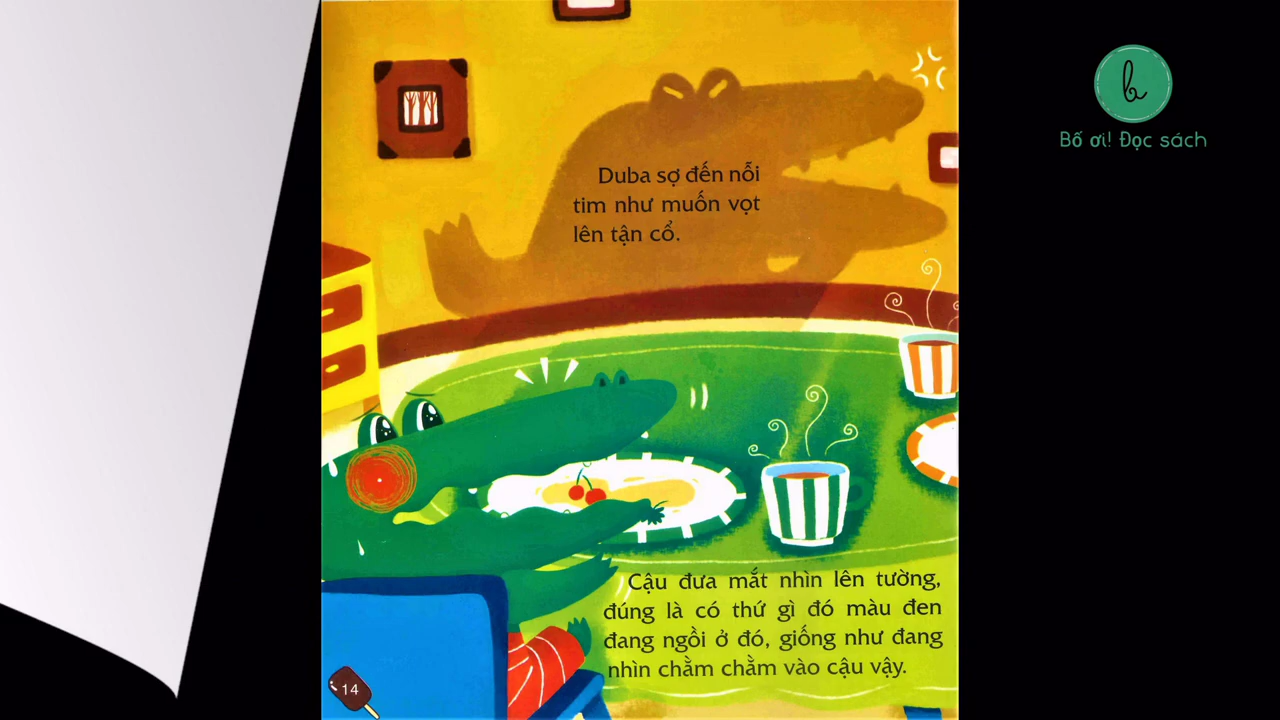 b
Bố ơi! Đọc sách
Duba sợ đến nỗi
tim như muốn vọt
lên tận cổ.
Cậu đưa mắt nhìn lên tường,
đúng là có thứ gì đó màu đen
đang ngồi ở đó, giống như đang
nhìn chằm chằm vào cậu vậy.
14